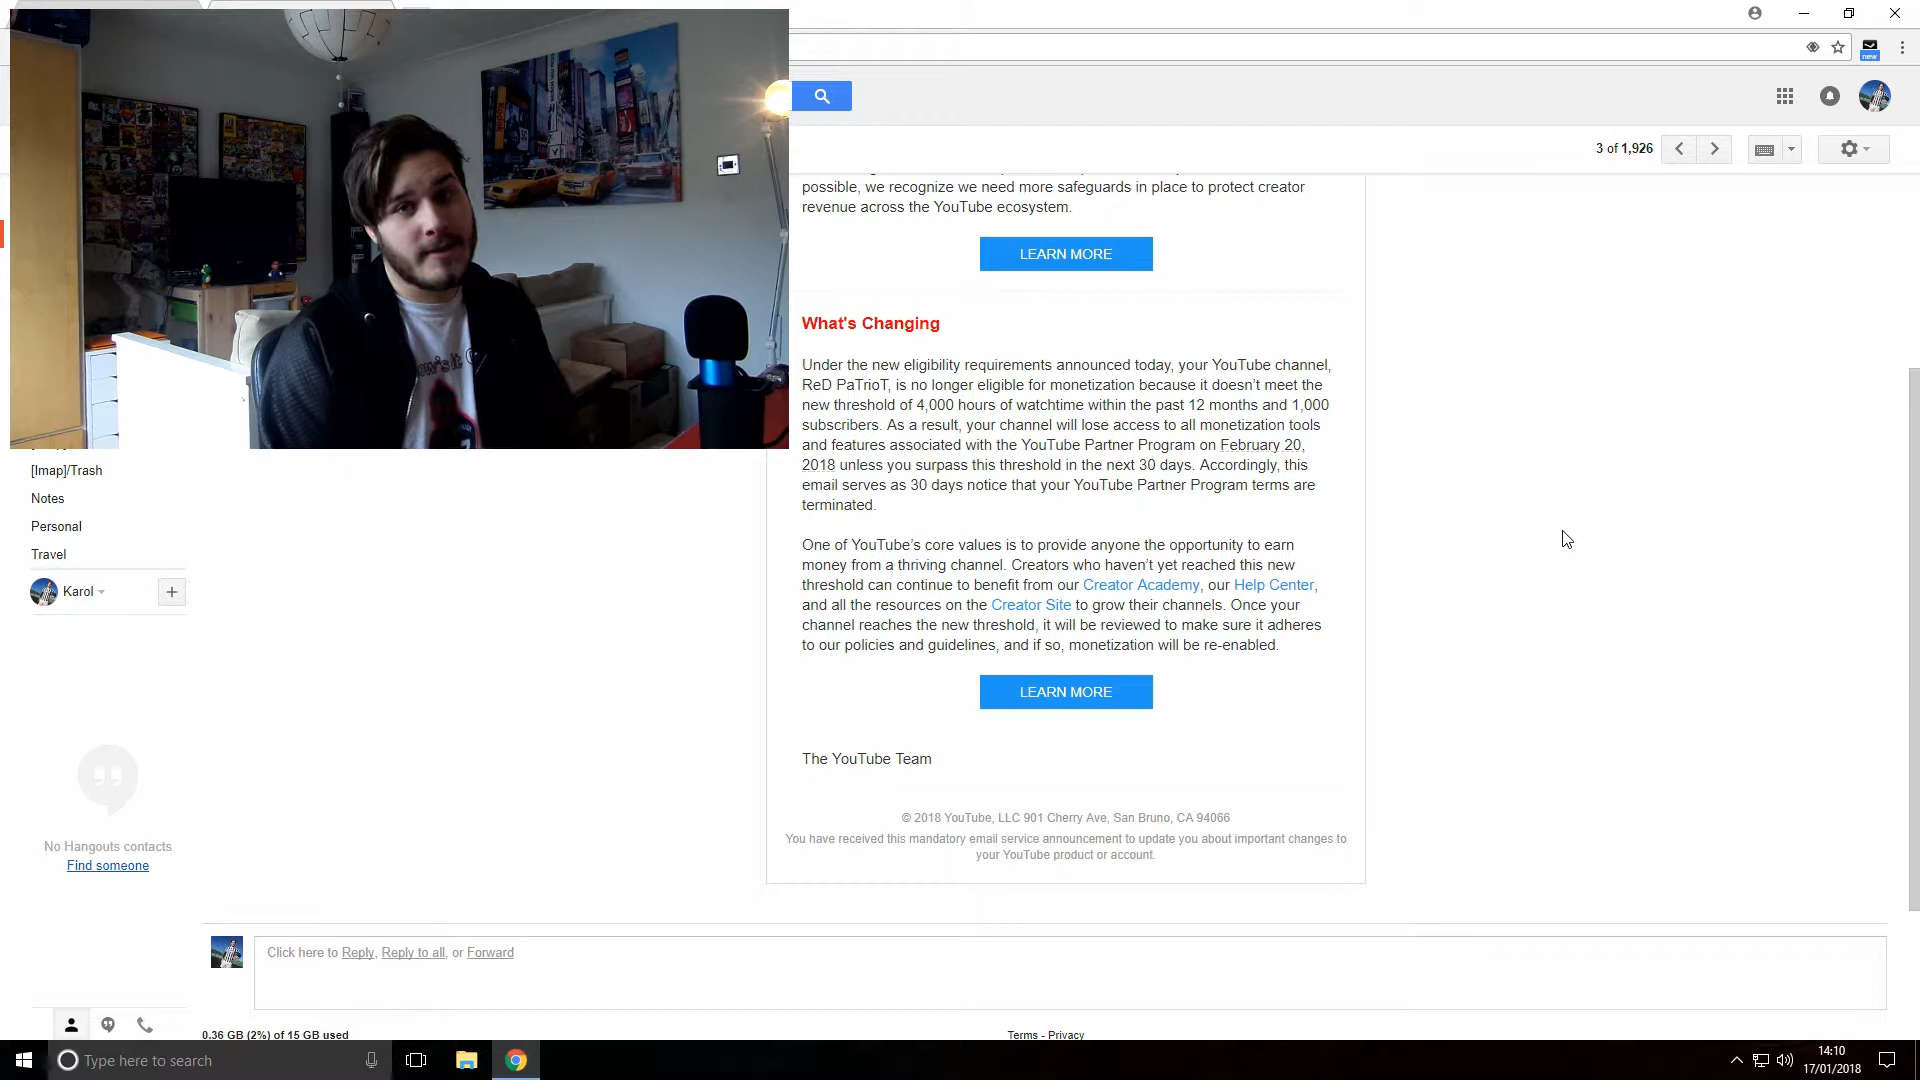 new
3 of 1,926
possible, we recognize we need more safeguards in place to protect creator
revenue across the YouTube ecosystem.
LEARN MORE
What's Changing
Under the new eligibility requirements announced today, your YouTube channel,
ReD PaTrioT, is no longer eligible for monetization because it doesn't meet the
new threshold of 4,000 hours of watchtime within the past 12 months and 1,000
subscribers. As a result, your channel will lose access to all monetization tools
and features associated with the YouTube Partner Program on February 20,
2018 unless you surpass this threshold in the next 30 days. Accordingly, this
email serves as 30 days notice that your YouTube Partner Program terms are
terminated.
One of YouTube's core values is to provide anyone the opportunity to earn
money from a thriving channel. Creators who haven't yet reached this new
threshold can continue to benefit from our Creator Academy, our Help Center,
and all the resources on the Creator Site to grow their channels. Once your
channel reaches the new threshold, it will be reviewed to make sure it adheres
to our policies and guidelines, and if so, monetization will be re-enabled.
LEARN MORE
The YouTube Team
© 2018 YouTube, LLC 901 Cherry Ave, San Bruno, CA 94066
You have received this mandatory email service announcement to update you about important changes to
your YouTube product or account.
[Imap]/Trash
Notes
Personal
Travel
Karol
No Hangouts contacts
Find someone
Click here to Reply, Reply to all, or Forward
0.36 GB (2%) of 15 GB used
Terms - Privacy
Type here to search
14:10
17/01/2018